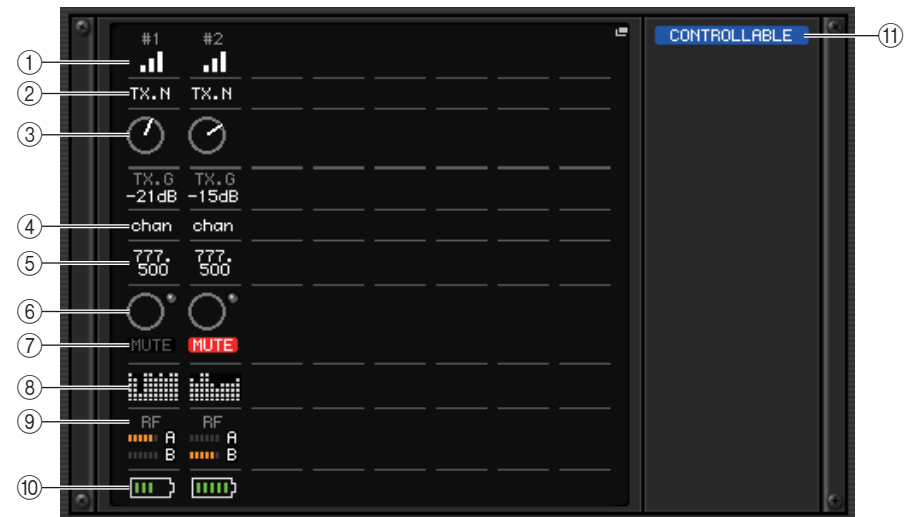 #1 #2 CONTROLLABLE ⑪
①
② TX.N TX.N
③
TX.G TX.G
-21dB -15dB
④ chan chan
⑤ 777. 777.
500 500
⑥
⑦ MUTE MUTE
⑧
⑨ RF RF
A A
B B
⑩